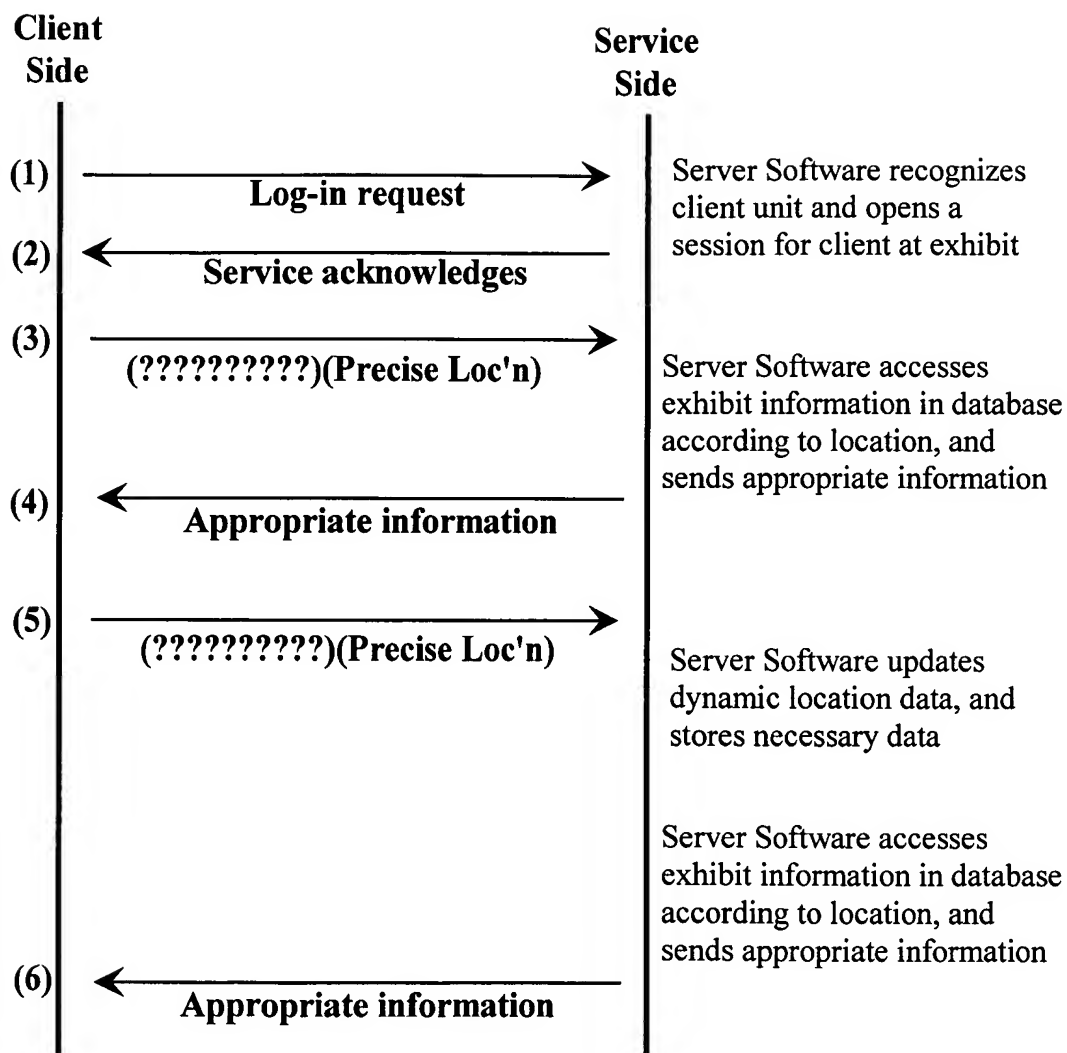 Client
Side
Service
Side
(1)
Log-in request
Server Software recognizes
client unit and opens a
session for client at exhibit
(2)
Service acknowledges
(3)
(??????????)(Precise Loc'n)
Server Software accesses
exhibit information in database
according to location, and
sends appropriate information
(4)
Appropriate information
(5)
(??????????)(Precise Loc'n)
Server Software updates
dynamic location data, and
stores necessary data
Server Software accesses
exhibit information in database
according to location, and
sends appropriate information
(6)
Appropriate information